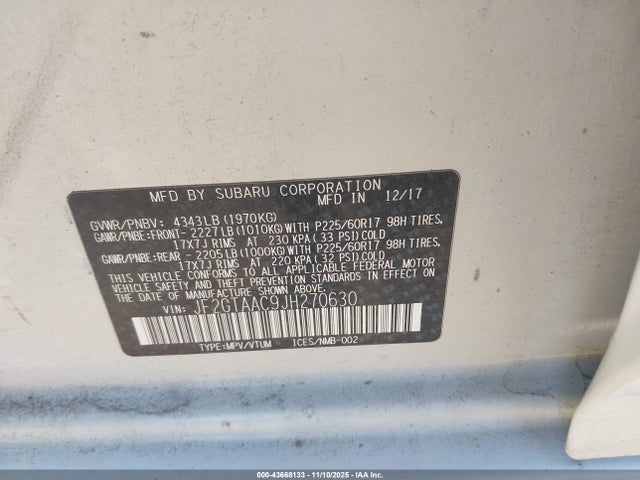 MFD BY SUBARU CORPORATION
MFD IN 12/17
GVWR/PNBV: 4343LB(1970KG)
GAWR/PNBE:FRONT- 2227LB(1010KG)WITH P225/60R17 98H TIRES,
17X7J RIMS AT 230 KPA(33 PSI)COLD
GAWR/PNBE:REAR - 2205LB(1000KG)WITH P225/60R17 98H TIRES,
17X7J RIMS AT 220 KPA(32 PSI)COLD
THIS VEHICLE CONFORMS TO ALL APPLICABLE FEDERAL MOTOR
VEHICLE SAFETY, BUMPER, AND THEFT PREVENTION STANDARDS
IN EFFECT ON THE DATE OF MANUFACTURE SHOWN ABOVE.
VIN: JF2GTAAC9JH270630
TYPE:MPV/VTUM ICES/NMB-002
000-43668133 - 11/10/2025 - IAA Inc.